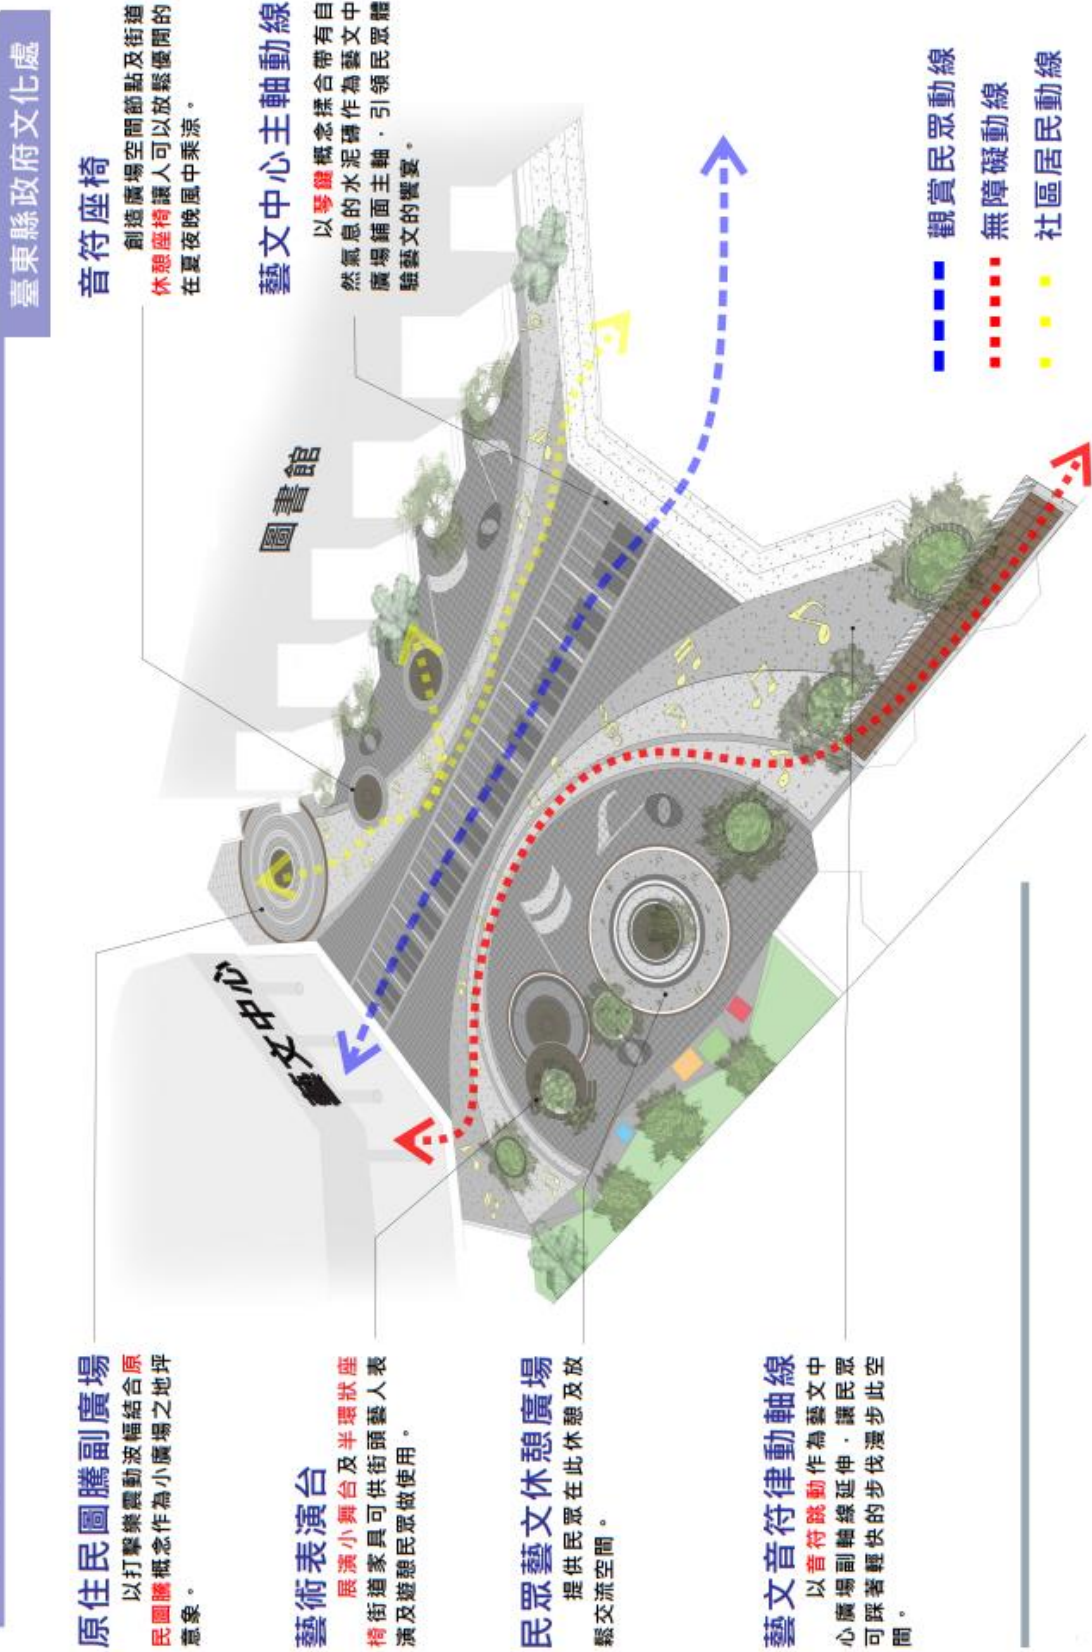 臺東縣政府文化處
原住民圖騰副廣場
以打擊樂震動波幅結合原
民圖騰概念作為小廣場之地坪
意象。
音符座椅
創造廣場空間節點及街道
休憩座椅讓人可以放鬆優閒的
在夏夜晚風中乘涼。
藝術表演台
展演小舞台及半環狀座
椅街道家具可供街頭藝人表
演及遊憩民眾做使用。
藝文中心主軸動線
以琴鍵概念揉合帶有自
然氣息的水泥磚作為藝文中
廣場鋪面主軸，引領民眾體
驗藝文的饗宴。
民眾藝文休憩廣場
提供民眾在此休憩及放
鬆交流空間。
藝文音符律動軸線
以音符跳動作為藝文中
心廣場副軸線延伸，讓民眾
可踩著輕快的步伐漫步此空
間。
藝文中心
圖書館
觀賞民眾動線
無障礙動線
社區居民動線